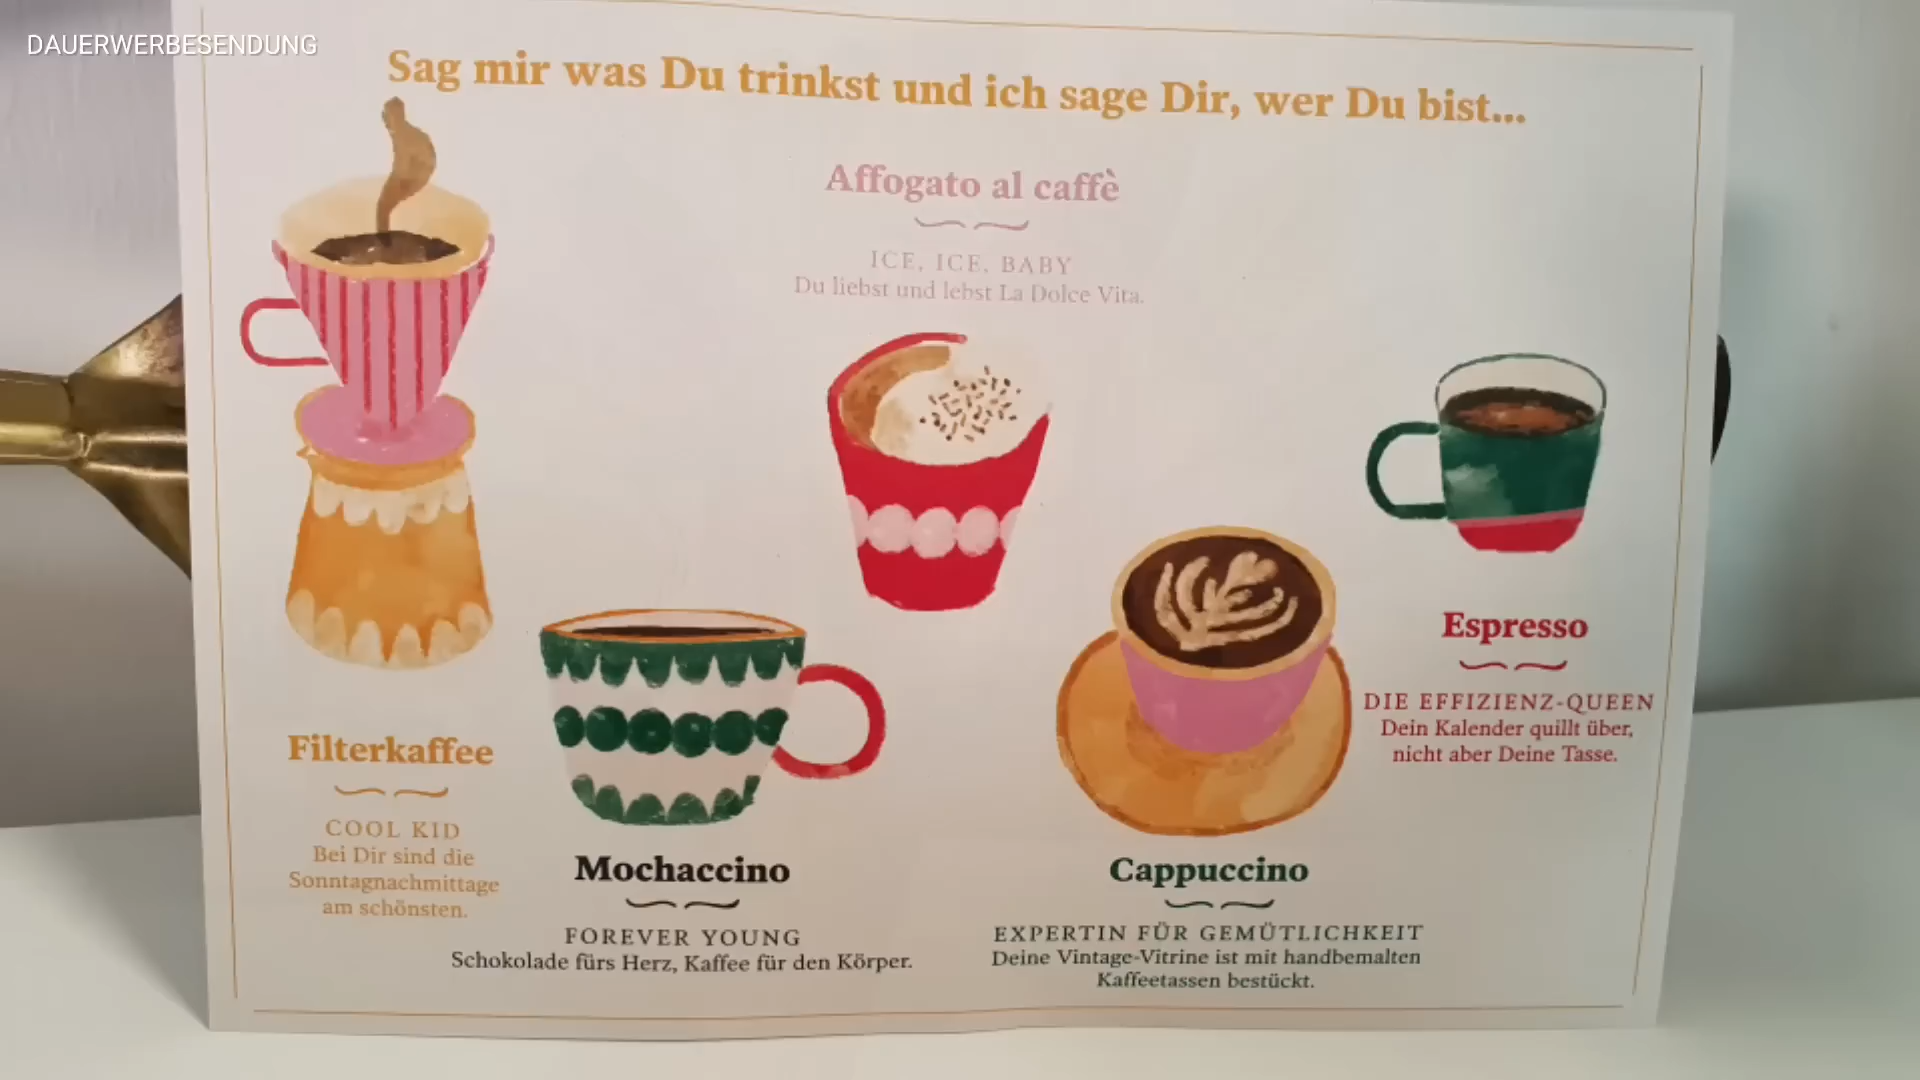 DAUERWERBESENDUNG
Sag mir was Du trinkst und ich sage Dir, wer Du bist...
Affogato al caffè
ICE, ICE, BABY
Du liebst und lebst La Dolce Vita.
Espresso
DIE EFFIZIENZ-QUEEN
Dein Kalender quillt über,
nicht aber Deine Tasse.
Filterkaffee
COOL KID
Bei Dir sind die
Sonntagnachmittage
am schönsten.
Mochaccino
FOREVER YOUNG
Schokolade fürs Herz, Kaffee für den Körper.
Cappuccino
EXPERTIN FÜR GEMÜTLICHKEIT
Deine Vintage-Vitrine ist mit handbemalten
Kaffeetassen bestückt.